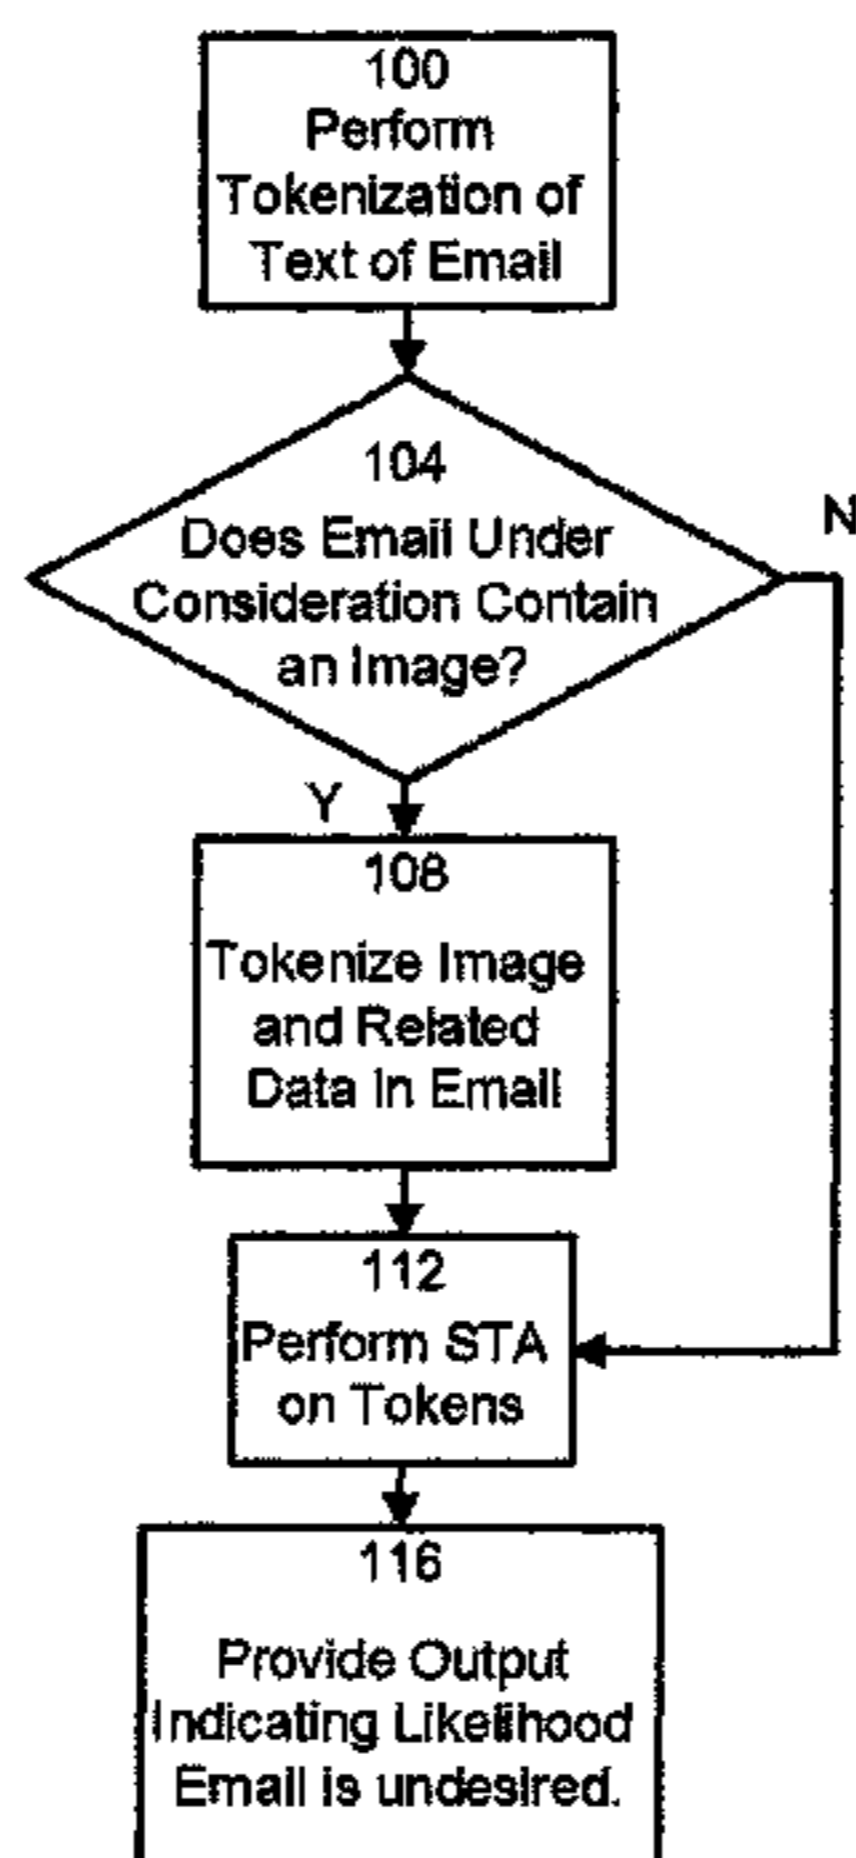 100
Perform
Tokenization of
Text of Email
104
Does Email Under
Consideration Contain
an Image?
N
Y
108
Tokenize Image
and Related
Data in Email
112
Perform STA
on Tokens
116
Provide Output
Indicating Likelihood
Email is undesired.